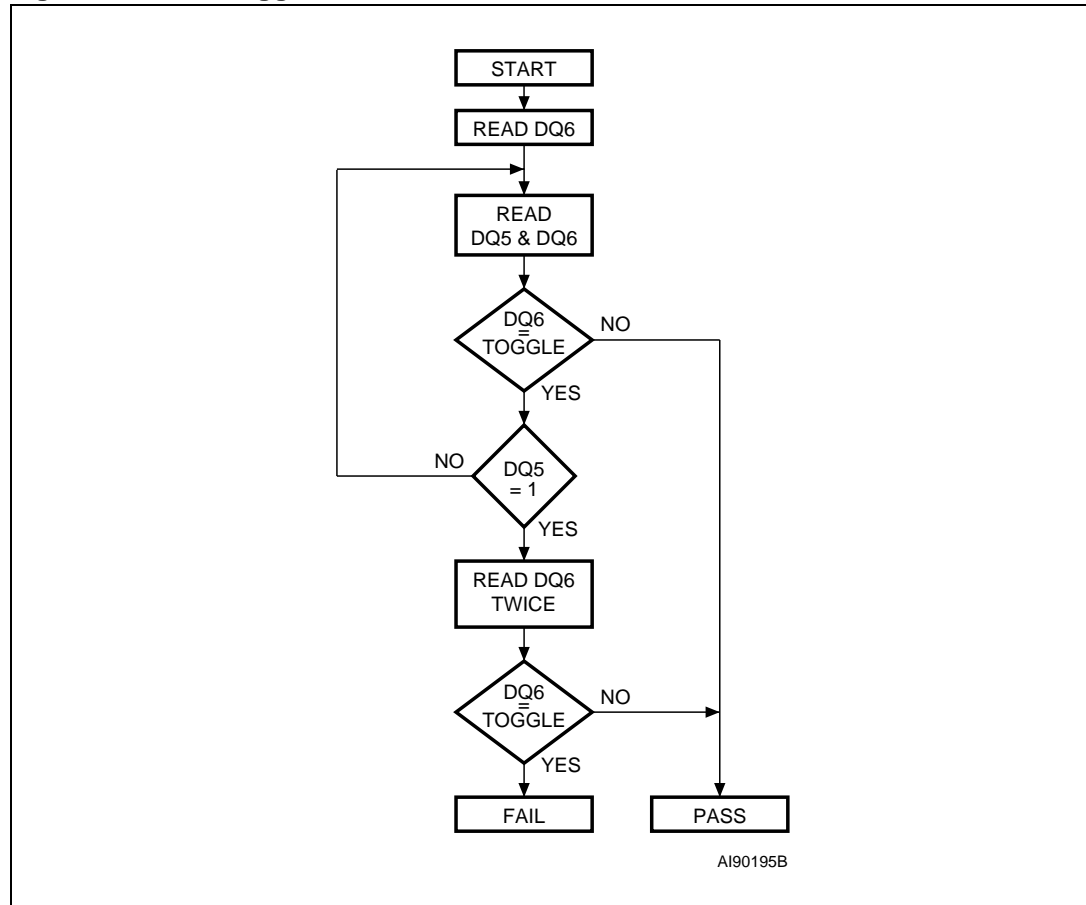 START
READ DQ6
READ
DQ5 & DQ6
DQ6
=
TOGGLE
NO
YES
NO
DQ5
= 1
YES
READ DQ6
TWICE
DQ6
=
TOGGLE
NO
YES
FAIL
PASS
AI90195B